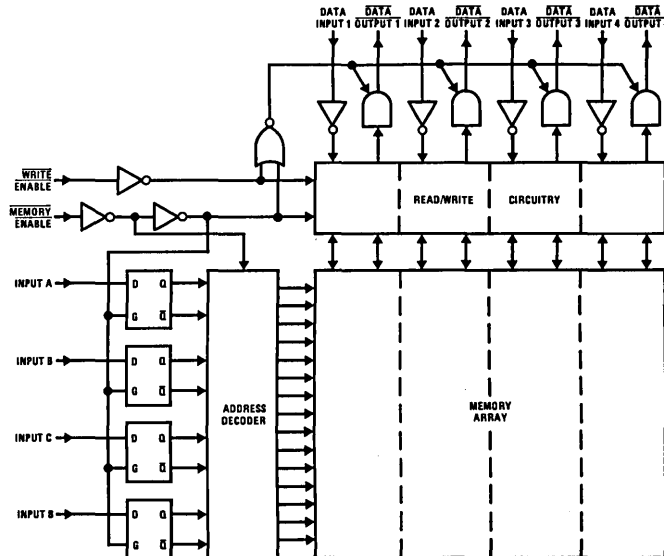 DATA DATA DATA DATA DATA DATA DATA DATA
INPUT 1 OUTPUT 1 INPUT 2 OUTPUT 2 INPUT 3 OUTPUT 3 INPUT 4 OUTPUT
WRITE
ENABLE
READ/WRITE CIRCUITRY
MEMORY
ENABLE
INPUT A D Q
G Q̅
INPUT B D Q
G Q̅
ADDRESS
DECODER
MEMORY
ARRAY
INPUT C D Q
G Q̅
INPUT B D Q
G Q̅